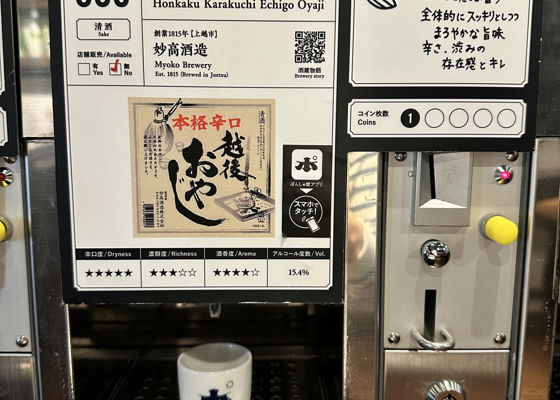 Honkaku Karakuchi Echigo Oyaji
清酒
Sake
店舗販売/Available
有
Yes
無
No
創業1815年【上越市】
妙高酒造
Myoko Brewery
Est. 1815 (Brewed in Joetsu)
酒蔵物語
Brewery story
本格辛口
越後
おやじ
清酒
ぽんしゅ館アプリ
スマホで
タッチ!
辛口度/Dryness
濃醇度/Richness
酒香度/Aroma
アルコール度数/Vol.
★★★★★
★★★☆☆
★★★★☆
15.4%
全体的にスッキリとしつつ
まろやかな旨味
辛さ、渋みの
存在感とキレ
コイン枚数
Coins
1